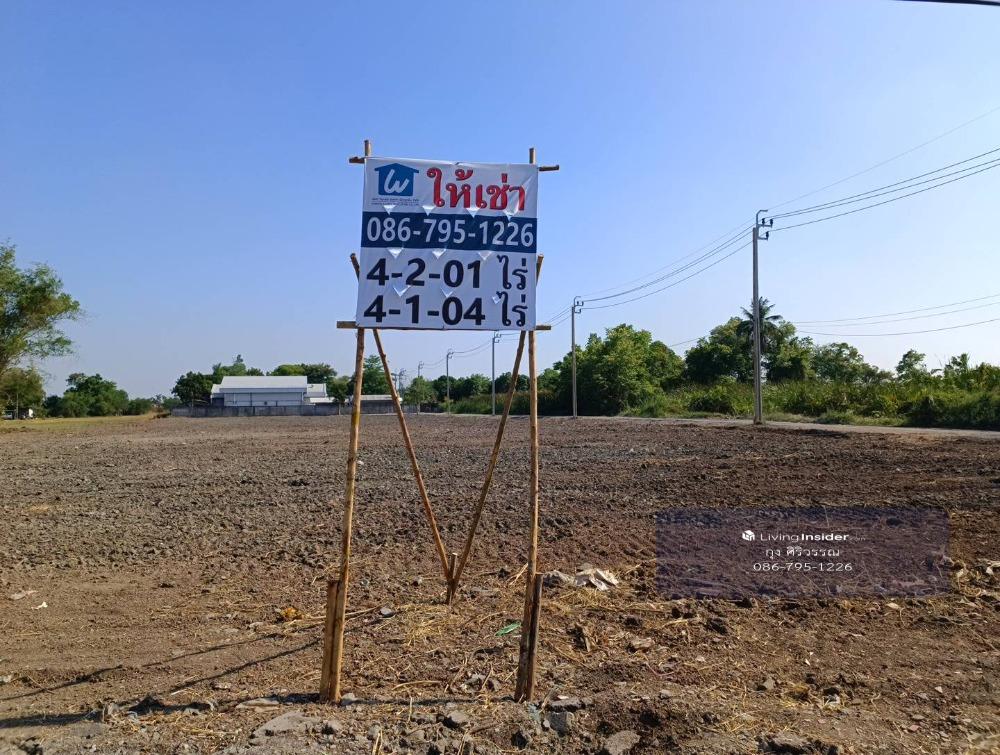 ให้เช่า
086-795-1226
4-2-01 ไร่
4-1-04 ไร่
LivingInsider.com
กุง ศิริวรรณ
086-795-1226